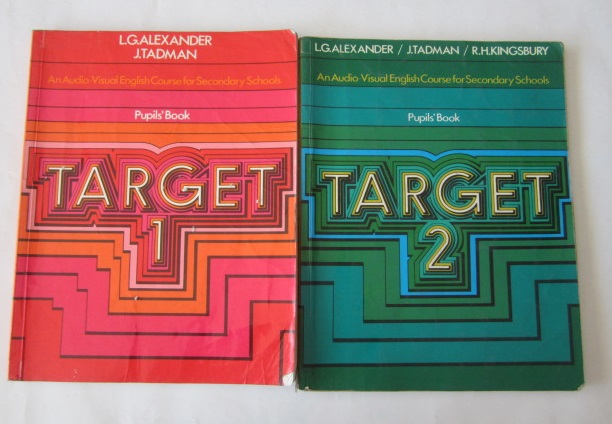 L.G.ALEXANDER
J.TADMAN
An Audio-Visual English Course for Secondary Schools
Pupils' Book
TARGET
1
L.G.ALEXANDER / J.TADMAN / R.H.KINGSBURY
An Audio-Visual English Course for Secondary Schools
Pupils' Book
TARGET
2